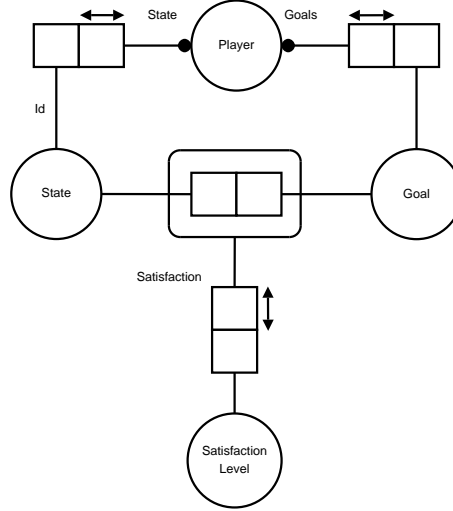 State
Goals
Player
Id
State
Goal
Satisfaction
Satisfaction
Level